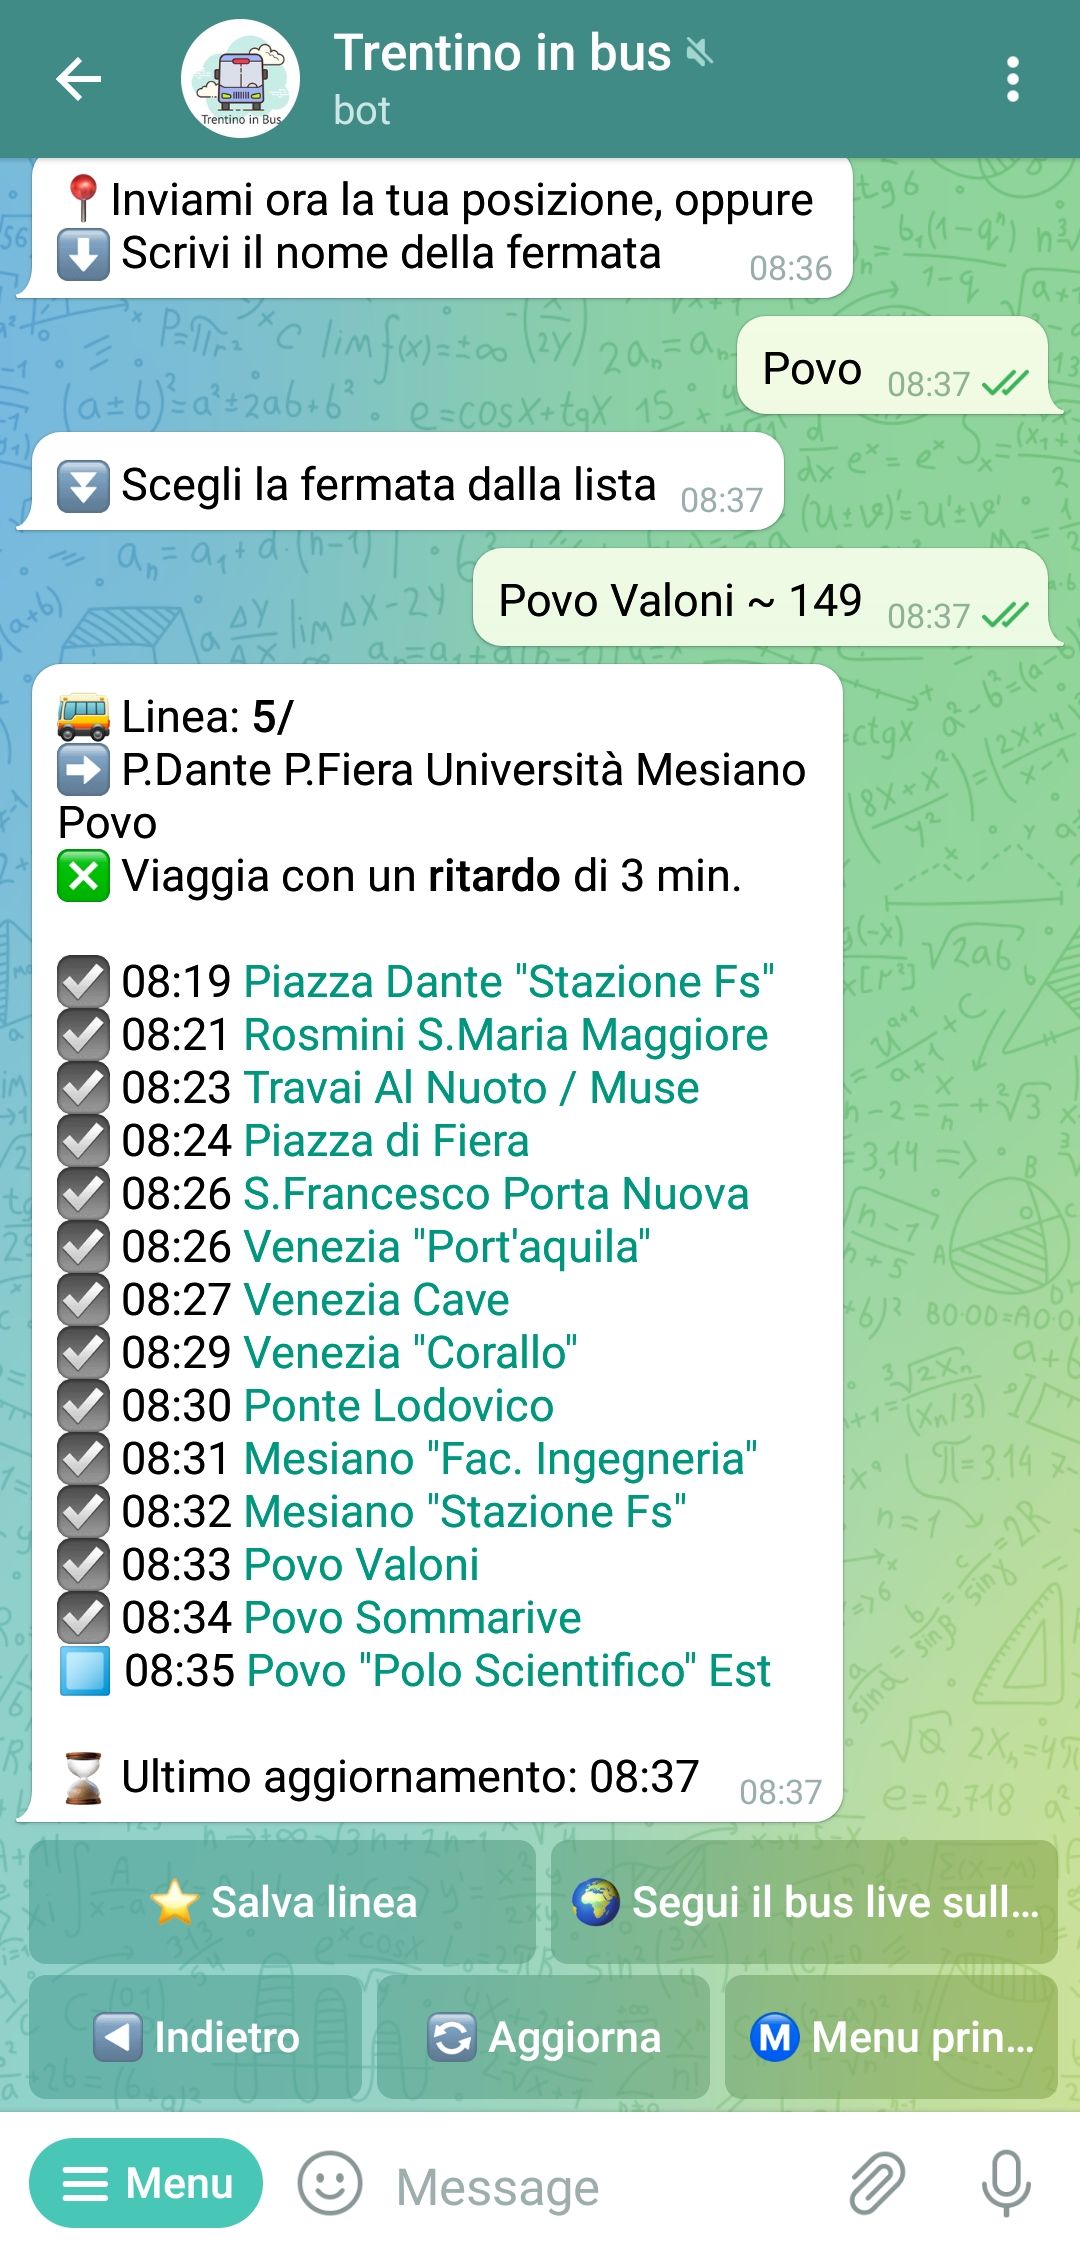 Trentino in bus
bot
Trentino in Bus
Inviami ora la tua posizione, oppure
Scrivi il nome della fermata 08:36
Povo 08:37
Scegli la fermata dalla lista 08:37
Povo Valoni ~ 149 08:37
Linea: 5/
P.Dante P.Fiera Università Mesiano
Povo
Viaggia con un ritardo di 3 min.
08:19 Piazza Dante "Stazione Fs"
08:21 Rosmini S.Maria Maggiore
08:23 Travai Al Nuoto / Muse
08:24 Piazza di Fiera
08:26 S.Francesco Porta Nuova
08:26 Venezia "Port'aquila"
08:27 Venezia Cave
08:29 Venezia "Corallo"
08:30 Ponte Lodovico
08:31 Mesiano "Fac. Ingegneria"
08:32 Mesiano "Stazione Fs"
08:33 Povo Valoni
08:34 Povo Sommarive
08:35 Povo "Polo Scientifico" Est
Ultimo aggiornamento: 08:37 08:37
Salva linea
Segui il bus live sull...
Indietro
Aggiorna
M Menu prin...
Menu
Message